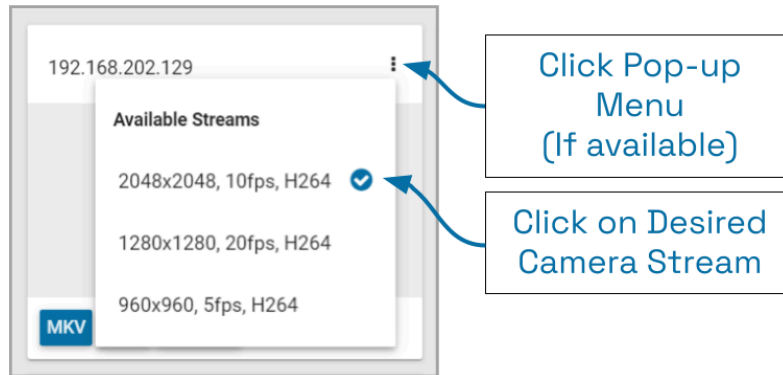 192.168.202.129
Available Streams
2048x2048, 10fps, H264
1280x1280, 20fps, H264
960x960, 5fps, H264
MKV
Click Pop-up
Menu
(If available)
Click on Desired
Camera Stream